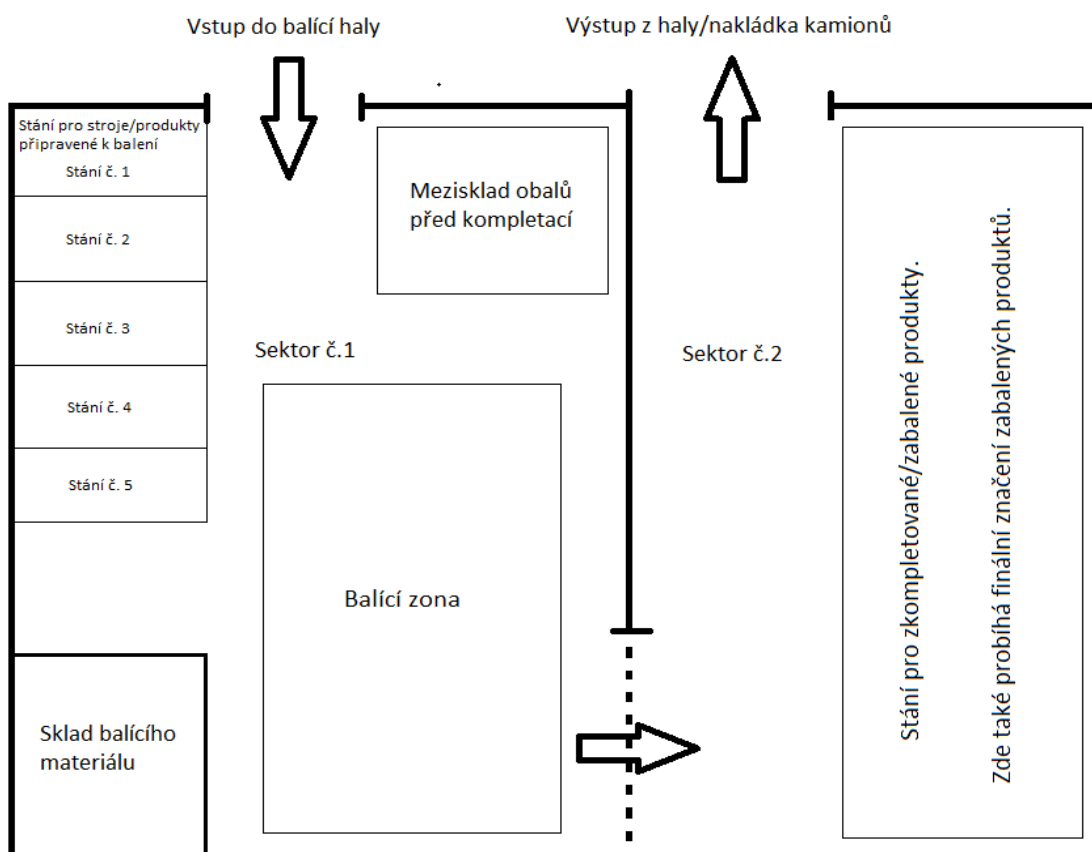 Vstup do balící haly
Výstup z haly/nakládka kamionů
Stání pro stroje/produkty
připravené k balení
Stání č. 1
Stání č. 2
Stání č. 3
Stání č. 4
Stání č. 5
Mezisklad obalů
před kompletací
Sektor č.1
Sektor č.2
Balící zona
Sklad balícího
materiálu
Stání pro zkompletované/zabalené produkty.
Zde také probíhá finální značení zabalených produktů.